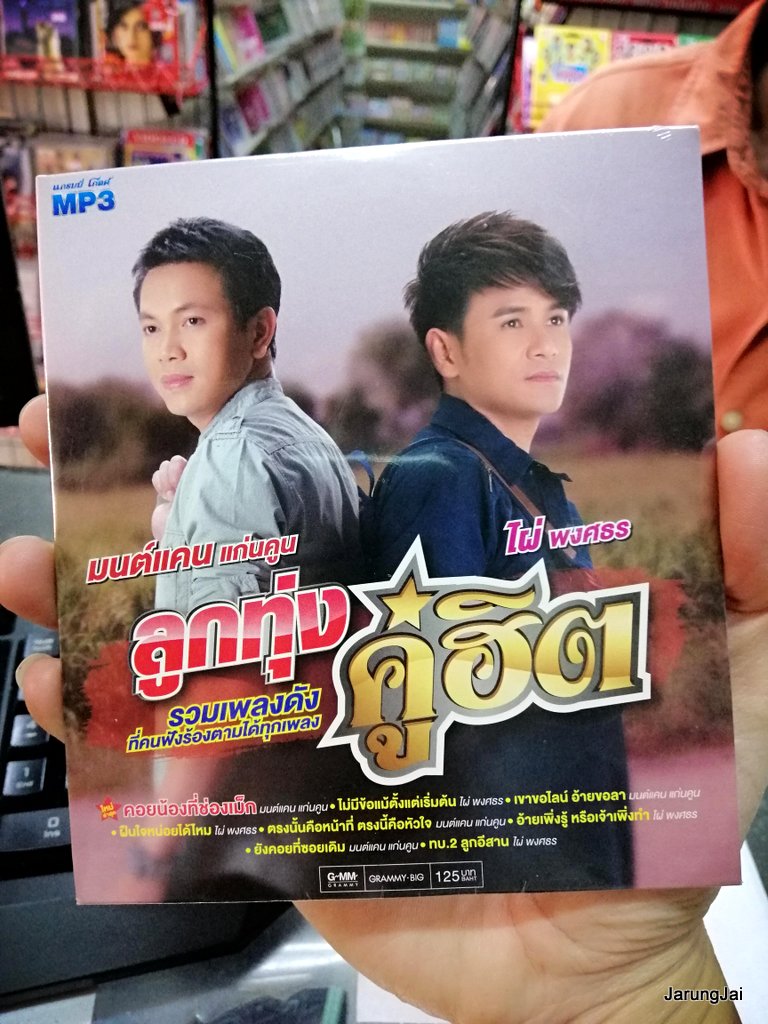 แกรมมี่ โกลด์
MP3
มนต์แคน แก่นคูน
ไผ่ พงศธร
ลูกทุ่ง
คู่ฮิต
รวมเพลงดัง
ที่คนฟังร้องตามได้ทุกเพลง
ใหม่ล่าสุด คอยน้องที่ช่องเม็ก มนต์แคน แก่นคูน • ไม่มีข้อแม้ตั้งแต่เริ่มต้น ไผ่ พงศธร • เขาขอไลน์ อ้ายขอลา มนต์แคน แก่นคูน
• ฝืนใจหน่อยได้ไหม ไผ่ พงศธร • ตรงนั้นคือหน้าที่ ตรงนี้คือหัวใจ มนต์แคน แก่นคูน • อ้ายเพิ่งรู้ หรือเจ้าเพิ่งทำ ไผ่ พงศธร
• ยังคอยที่ซอยเดิม มนต์แคน แก่นคูน • ทบ.2 ลูกอีสาน ไผ่ พงศธร
G·MM· GRAMMY GRAMMY·BIG 125 บาท BAHT
JarungJai